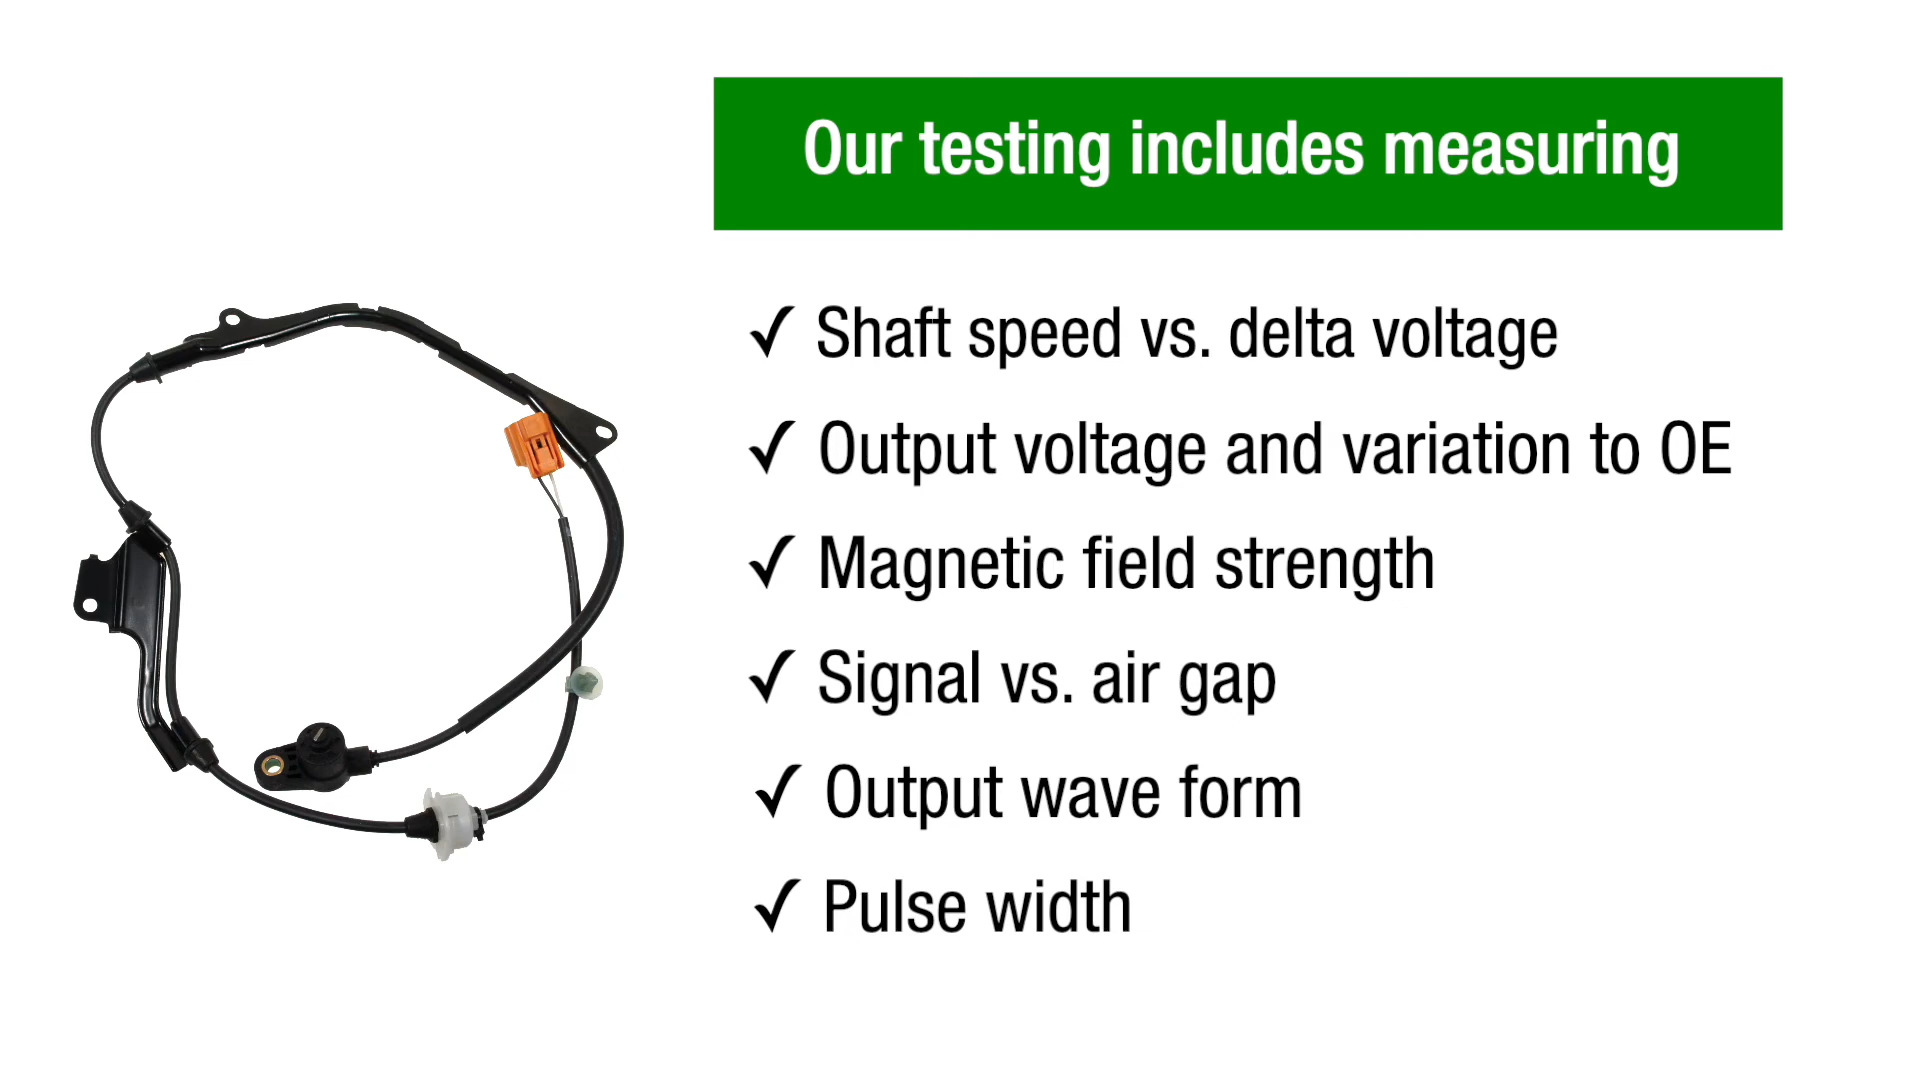 Our testing includes measuring
✓ Shaft speed vs. delta voltage
✓ Output voltage and variation to OE
✓ Magnetic field strength
✓ Signal vs. air gap
✓ Output wave form
✓ Pulse width